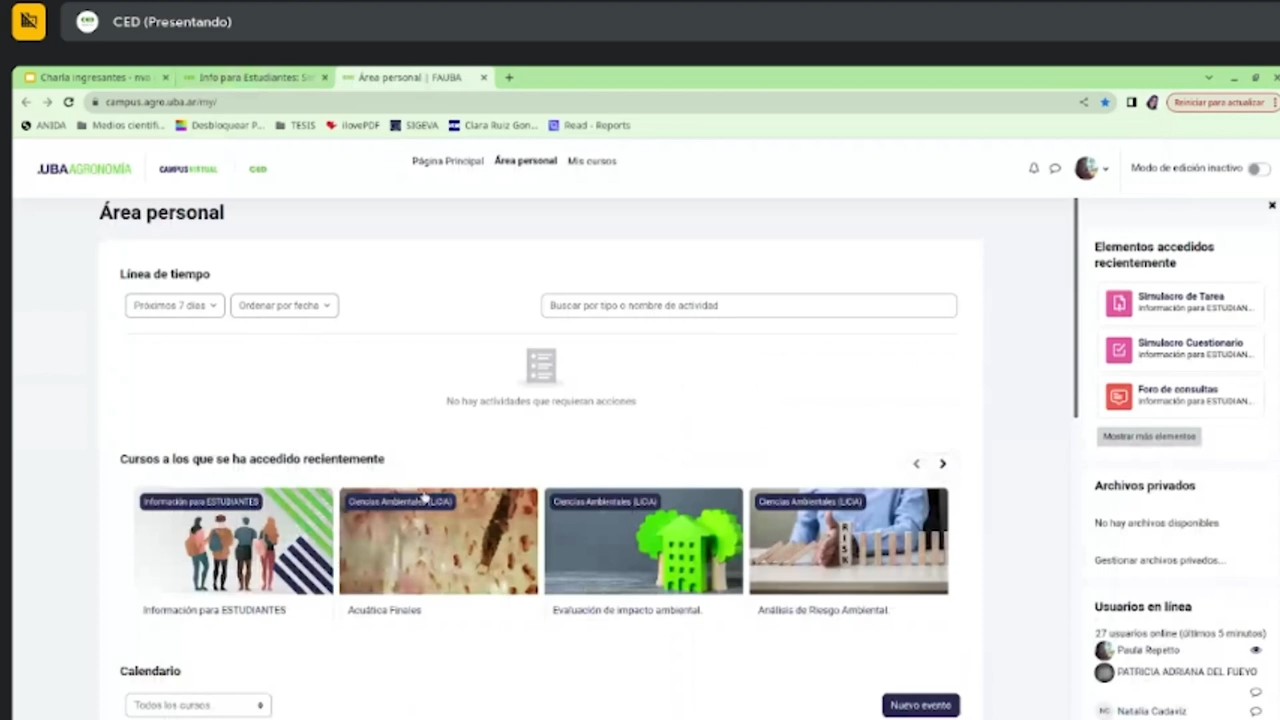 CED (Presentando)
Charla ingresantes - nvo
Info para Estudiantes: Si
Área personal | FAUBA
campus.agro.uba.ar/my/
Reiniciar para actualizar
ANIDA
Medios científi...
Desbloquear P...
TESIS
ilovePDF
SIGEVA
Clara Ruiz Gon...
Read - Reports
.UBAAGRONOMÍA
CAMPUSVIRTUAL
CED
Página Principal
Área personal
Mis cursos
Modo de edición inactivo
Área personal
Línea de tiempo
Próximos 7 días
Ordenar por fecha
Buscar por tipo o nombre de actividad
No hay actividades que requieran acciones
Cursos a los que se ha accedido recientemente
Información para ESTUDIANTES
Ciencias Ambientales (LiCiA)
Ciencias Ambientales (LiCiA)
Ciencias Ambientales (LiCiA)
RISK
Información para ESTUDIANTES
Acuática Finales
Evaluación de impacto ambiental.
Análisis de Riesgo Ambiental.
Calendario
Todos los cursos
Nuevo evento
Elementos accedidos
recientemente
Simulacro de Tarea
Información para ESTUDIAN...
Simulacro Cuestionario
Información para ESTUDIAN...
Foro de consultas
Información para ESTUDIAN...
Mostrar más elementos
Archivos privados
No hay archivos disponibles
Gestionar archivos privados...
Usuarios en línea
27 usuarios online (últimos 5 minutos)
Paula Repetto
PATRICIA ADRIANA DEL FUEYO
NC Natalia Cadaviz